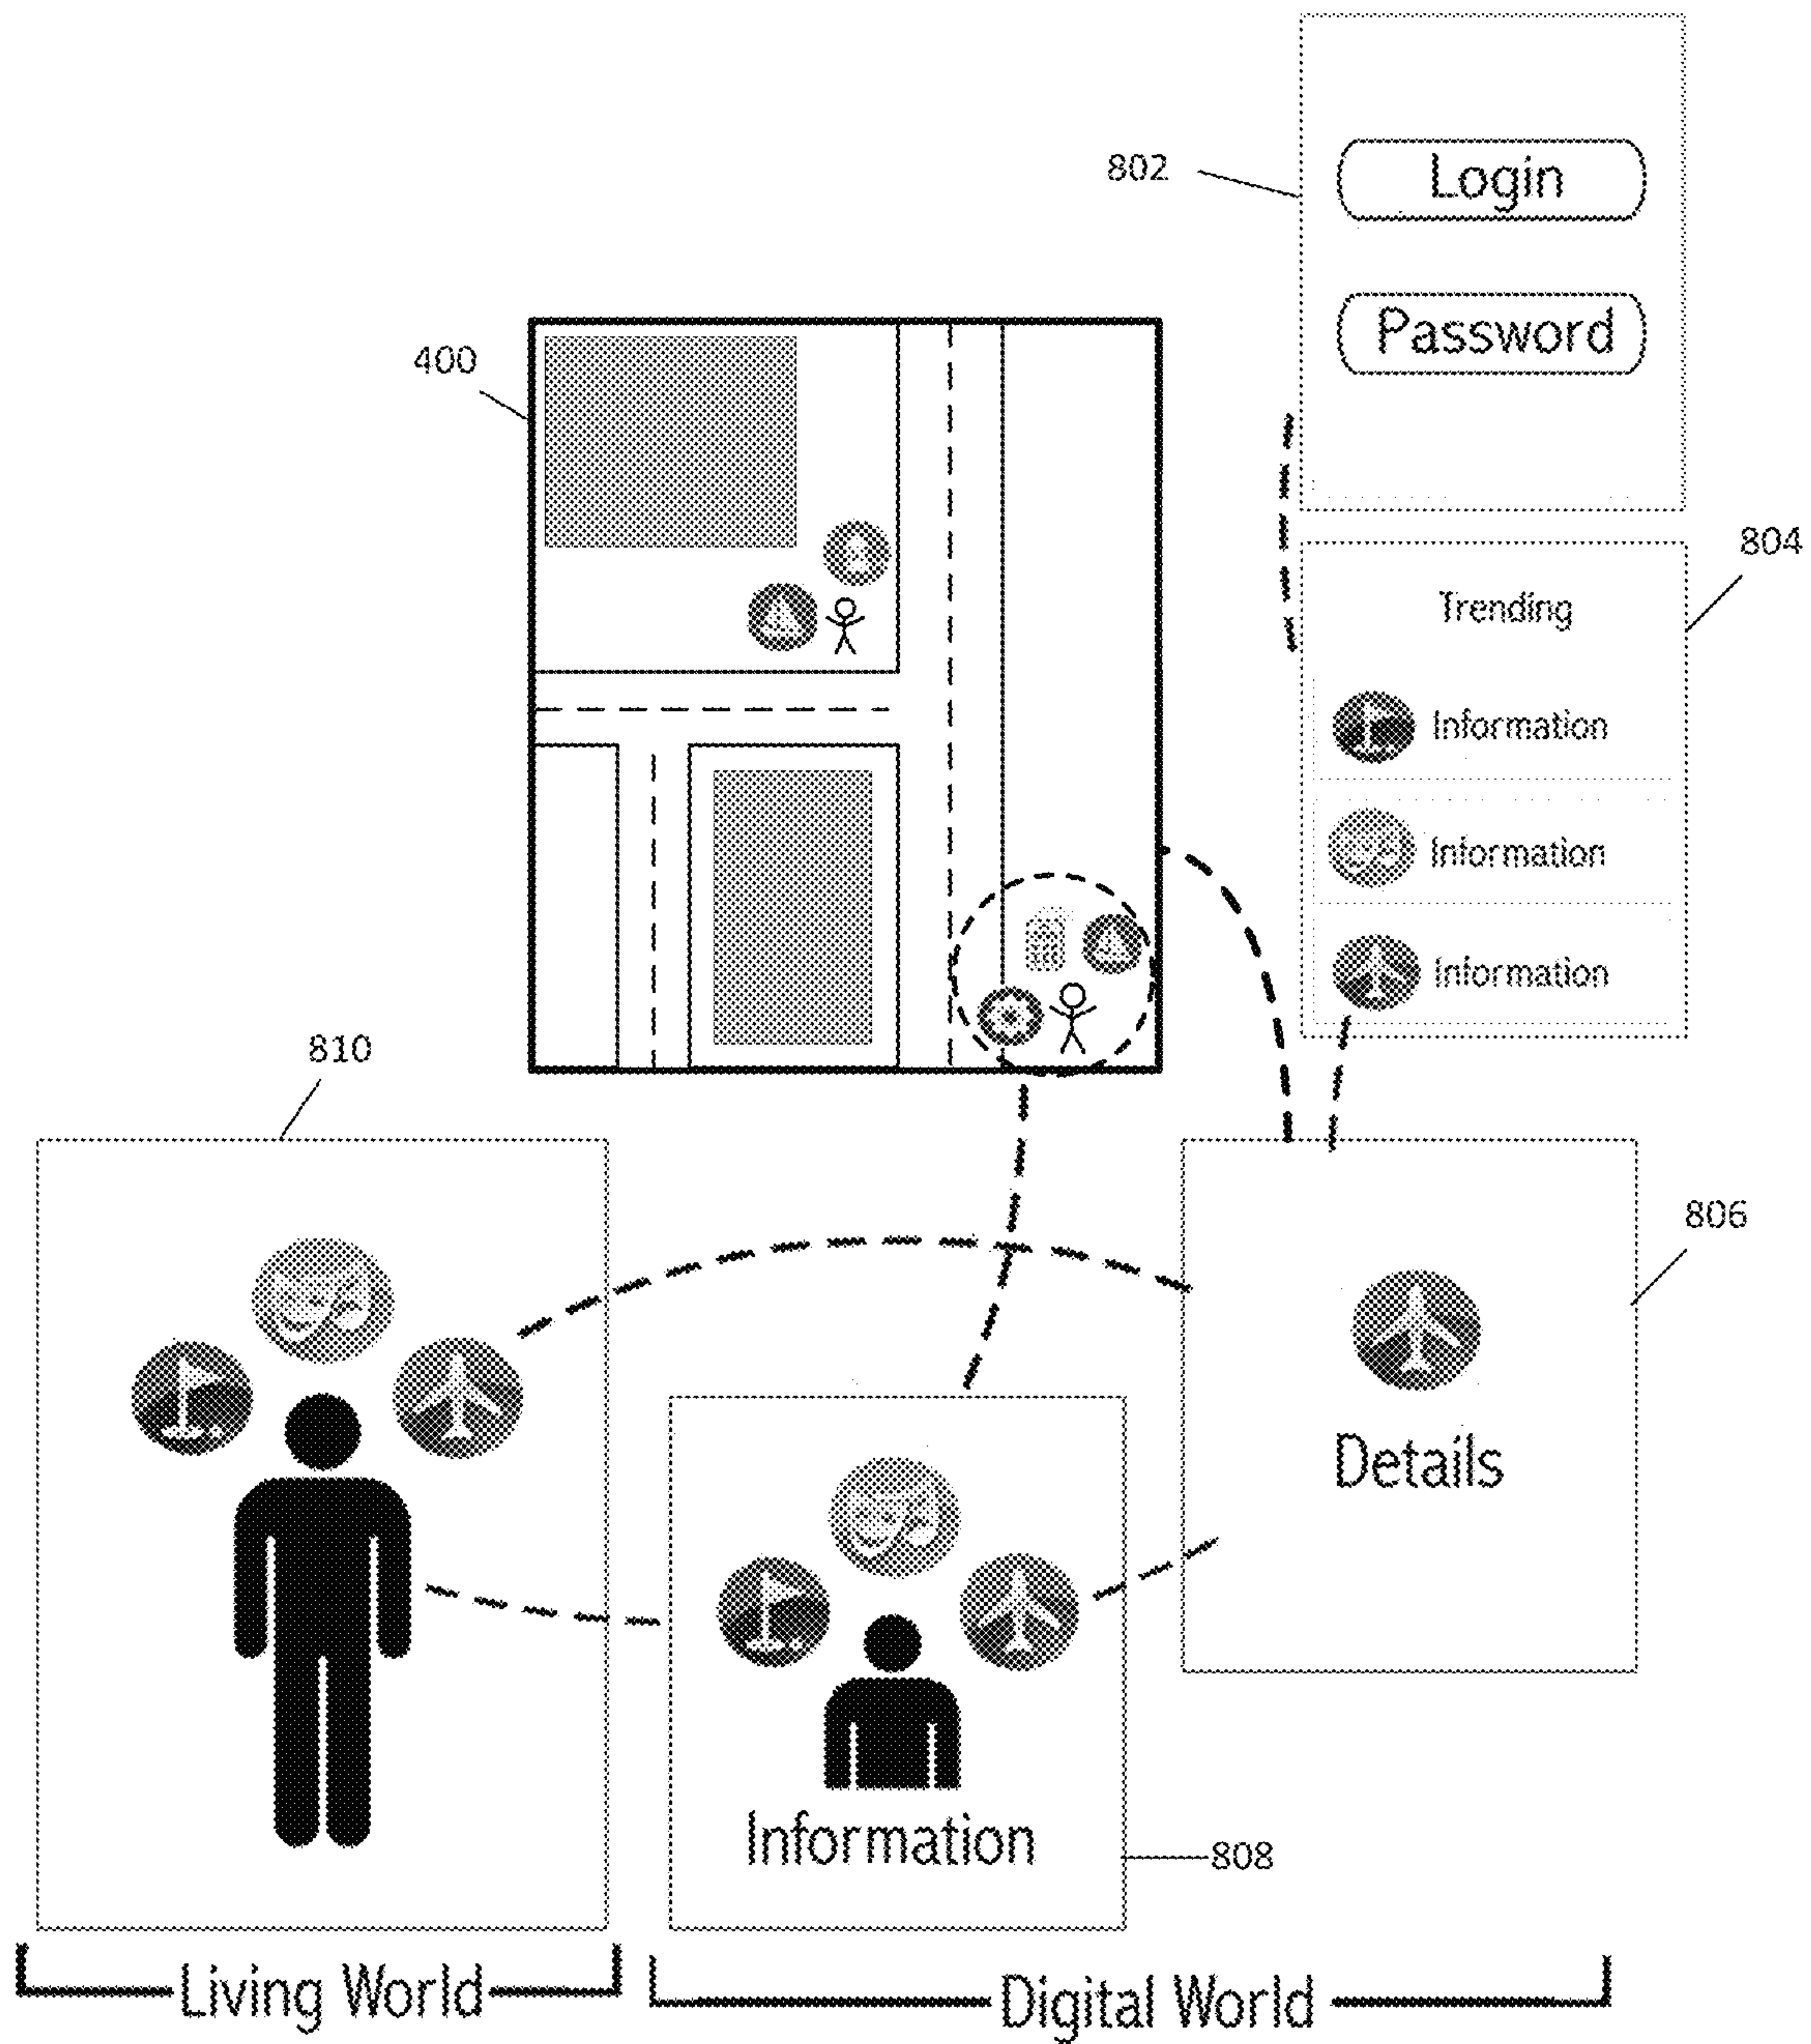 802
Login
Password
400
804
Trending
Information
Information
Information
810
806
Details
Information
808
Living World
Digital World